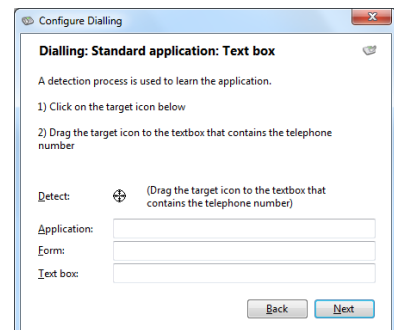 Configure Dialling
Dialling: Standard application: Text box
A detection process is used to learn the application.
1) Click on the target icon below
2) Drag the target icon to the textbox that contains the telephone
number
Detect:
(Drag the target icon to the textbox that
contains the telephone number)
Application:
Form:
Text box:
Back Next